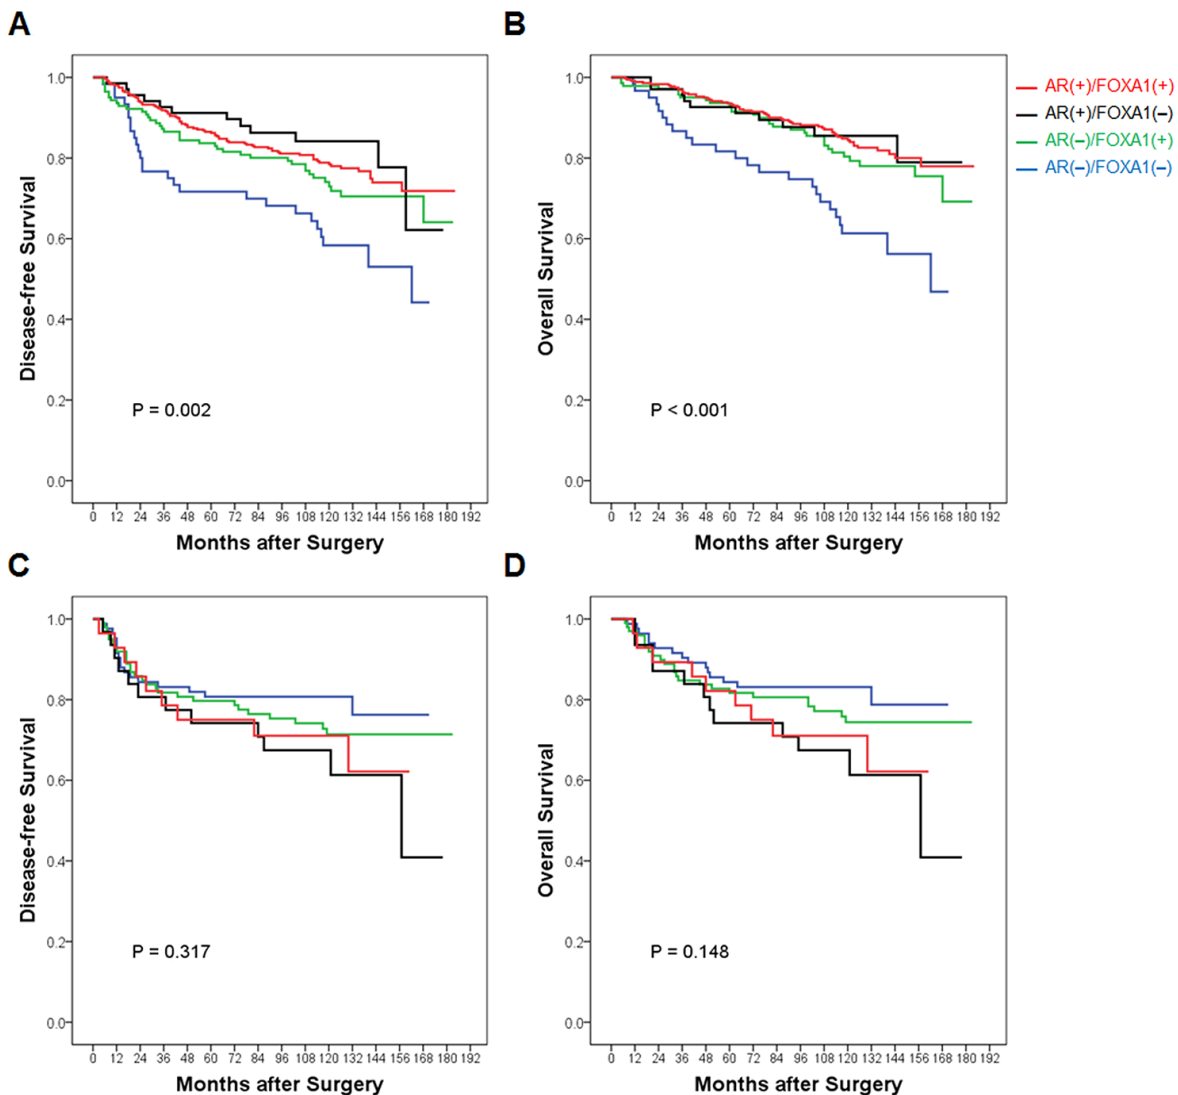 A
B
AR(+)/FOXA1(+)
AR(+)/FOXA1(−)
AR(−)/FOXA1(+)
AR(−)/FOXA1(−)
1.0
0.8
0.6
0.4
0.2
0.0
Disease-free Survival
P = 0.002
0 12 24 36 48 60 72 84 96 108 120 132 144 156 168 180 192
Months after Surgery
1.0
0.8
0.6
0.4
0.2
0.0
Overall Survival
P < 0.001
0 12 24 36 48 60 72 84 96 108 120 132 144 156 168 180 192
Months after Surgery
C
D
1.0
0.8
0.6
0.4
0.2
0.0
Disease-free Survival
P = 0.317
0 12 24 36 48 60 72 84 96 108 120 132 144 156 168 180 192
Months after Surgery
1.0
0.8
0.6
0.4
0.2
0.0
Overall Survival
P = 0.148
0 12 24 36 48 60 72 84 96 108 120 132 144 156 168 180 192
Months after Surgery